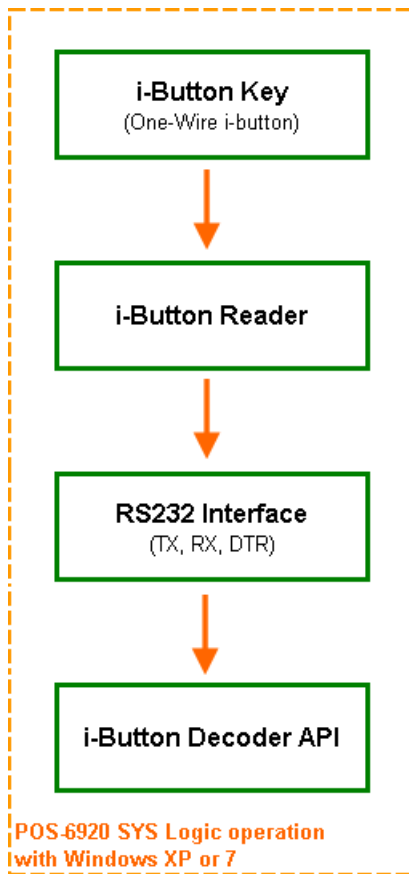 i-Button Key
(One-Wire i-button)
i-Button Reader
RS232 Interface
(TX, RX, DTR)
i-Button Decoder API
POS-6920 SYS Logic operation
with Windows XP or 7